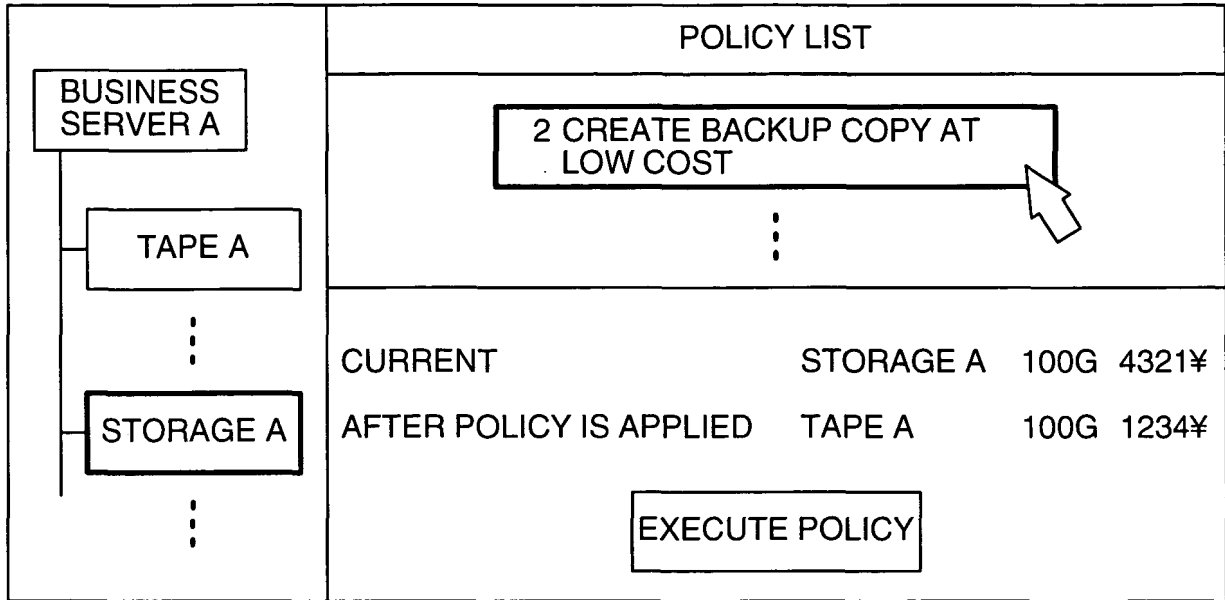 BUSINESS
SERVER A
TAPE A
STORAGE A
POLICY LIST
2 CREATE BACKUP COPY AT
LOW COST
CURRENT STORAGE A 100G 4321¥
AFTER POLICY IS APPLIED TAPE A 100G 1234¥
EXECUTE POLICY